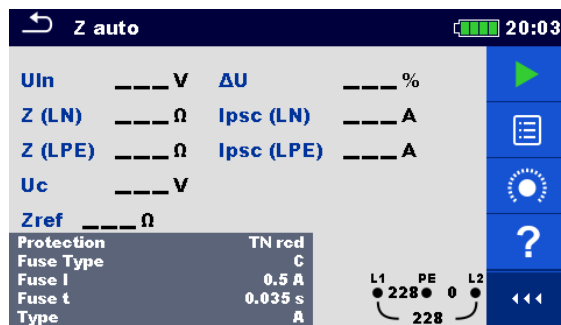 Z auto 20:03
Uln ___V ΔU ___%
Z (LN) ___Ω Ipsc (LN) ___A
Z (LPE) ___Ω Ipsc (LPE) ___A
Uc ___V
Zref ___Ω
Protection TN rcd
Fuse Type C
Fuse I 0.5 A
Fuse t 0.035 s
Type A
L1 PE L2
228 0
228
?